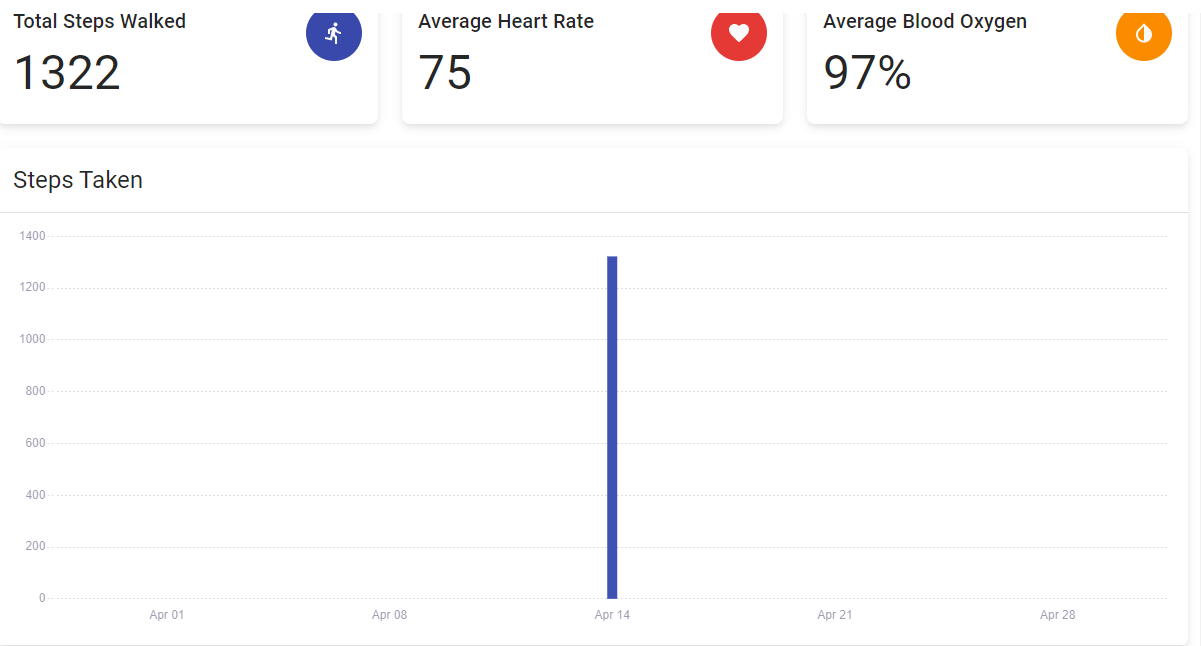 Total Steps Walked
1322
Average Heart Rate
75
Average Blood Oxygen
97%
Steps Taken
1400
1200
1000
800
600
400
200
0
Apr 01 Apr 08 Apr 14 Apr 21 Apr 28